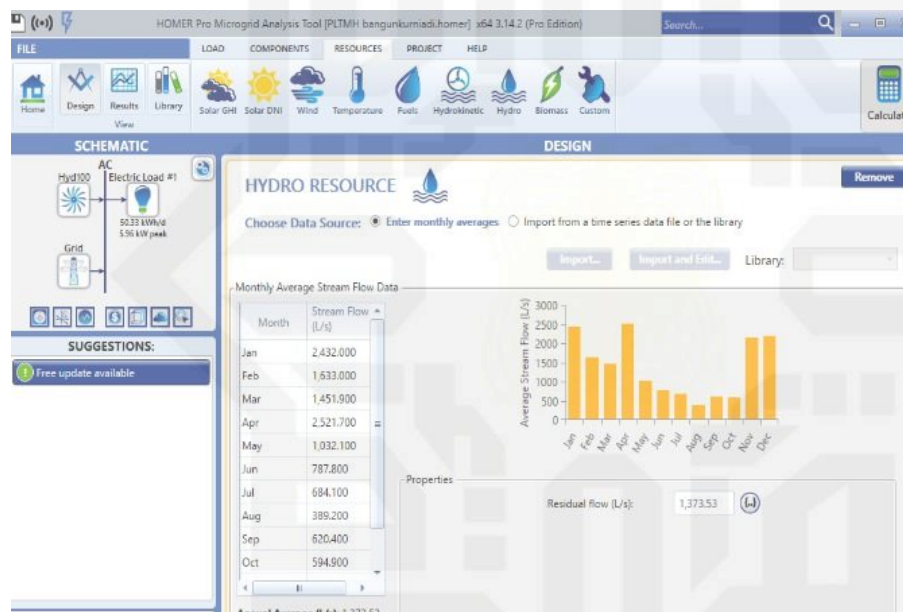 HOMER Pro Microgrid Analysis Tool [PLTMH bangunkurniadi.homer] x64 3.14.2 (Pro Edition)
Search...
FILE
LOAD COMPONENTS RESOURCES PROJECT HELP
Home Design Results Library
View
Solar GHI Solar DNI Wind Temperature Fuels Hydrokinetic Hydro Biomass Custom
Calculat
SCHEMATIC
AC
Hyd100 Electric Load #1
50.33 kWh/d
5.96 kW peak
Grid
SUGGESTIONS:
Free update available
DESIGN
HYDRO RESOURCE
Remove
Choose Data Source: Enter monthly averages Import from a time series data file or the library
Import... Import and Edit... Library:
Monthly Average Stream Flow Data
Month Stream Flow (L/s)
Jan 2,432.000
Feb 1,633.000
Mar 1,451.900
Apr 2,521.700
May 1,032.100
Jun 787.800
Jul 684.100
Aug 389.200
Sep 620.400
Oct 594.900
Average Stream Flow (L/s)
3000
2500
2000
1500
1000
500
0
Jan Feb Mar Apr May Jun Jul Aug Sep Oct Nov Dec
Properties
Residual flow (L/s): 1,373.53 {..}
Annual Average (L/s): 1,373.53